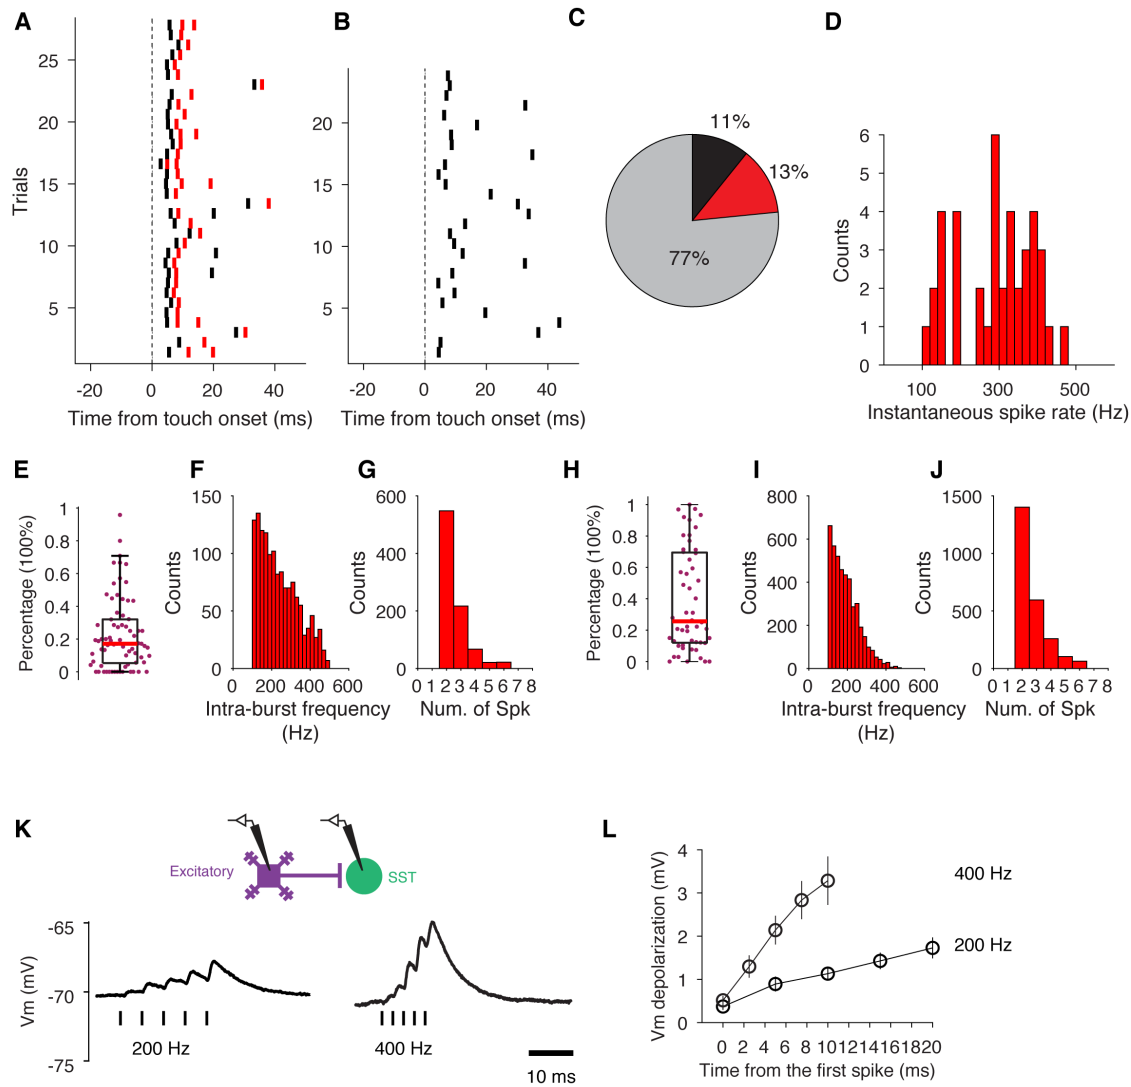 A
Trials
25
20
15
10
5
-20 0 20 40
Time from touch onset (ms)
B
20
15
10
5
-20 0 20 40
Time from touch onset (ms)
C
11%
13%
77%
D
Counts
6
5
4
3
2
1
0
100 300 500
Instantaneous spike rate (Hz)
E
Percentage (100%)
1
0.8
0.6
0.4
0.2
0
F
Counts
150
100
50
0
0 200 400 600
Intra-burst frequency
(Hz)
G
Counts
600
400
200
0
0 1 2 3 4 5 6 7 8
Num. of Spk
H
Percentage (100%)
1
0.8
0.6
0.4
0.2
0
I
Counts
800
600
400
200
0
0 200 400 600
Intra-burst frequency
(Hz)
J
Counts
1500
1000
500
0
0 1 2 3 4 5 6 7 8
Num. of Spk
K
Excitatory
SST
Vm (mV)
-65
-70
-75
200 Hz
400 Hz
10 ms
L
Vm depolarization (mV)
4
3
2
1
0
400 Hz
200 Hz
0 2 4 6 8 10 12 14 16 18 20
Time from the first spike (ms)